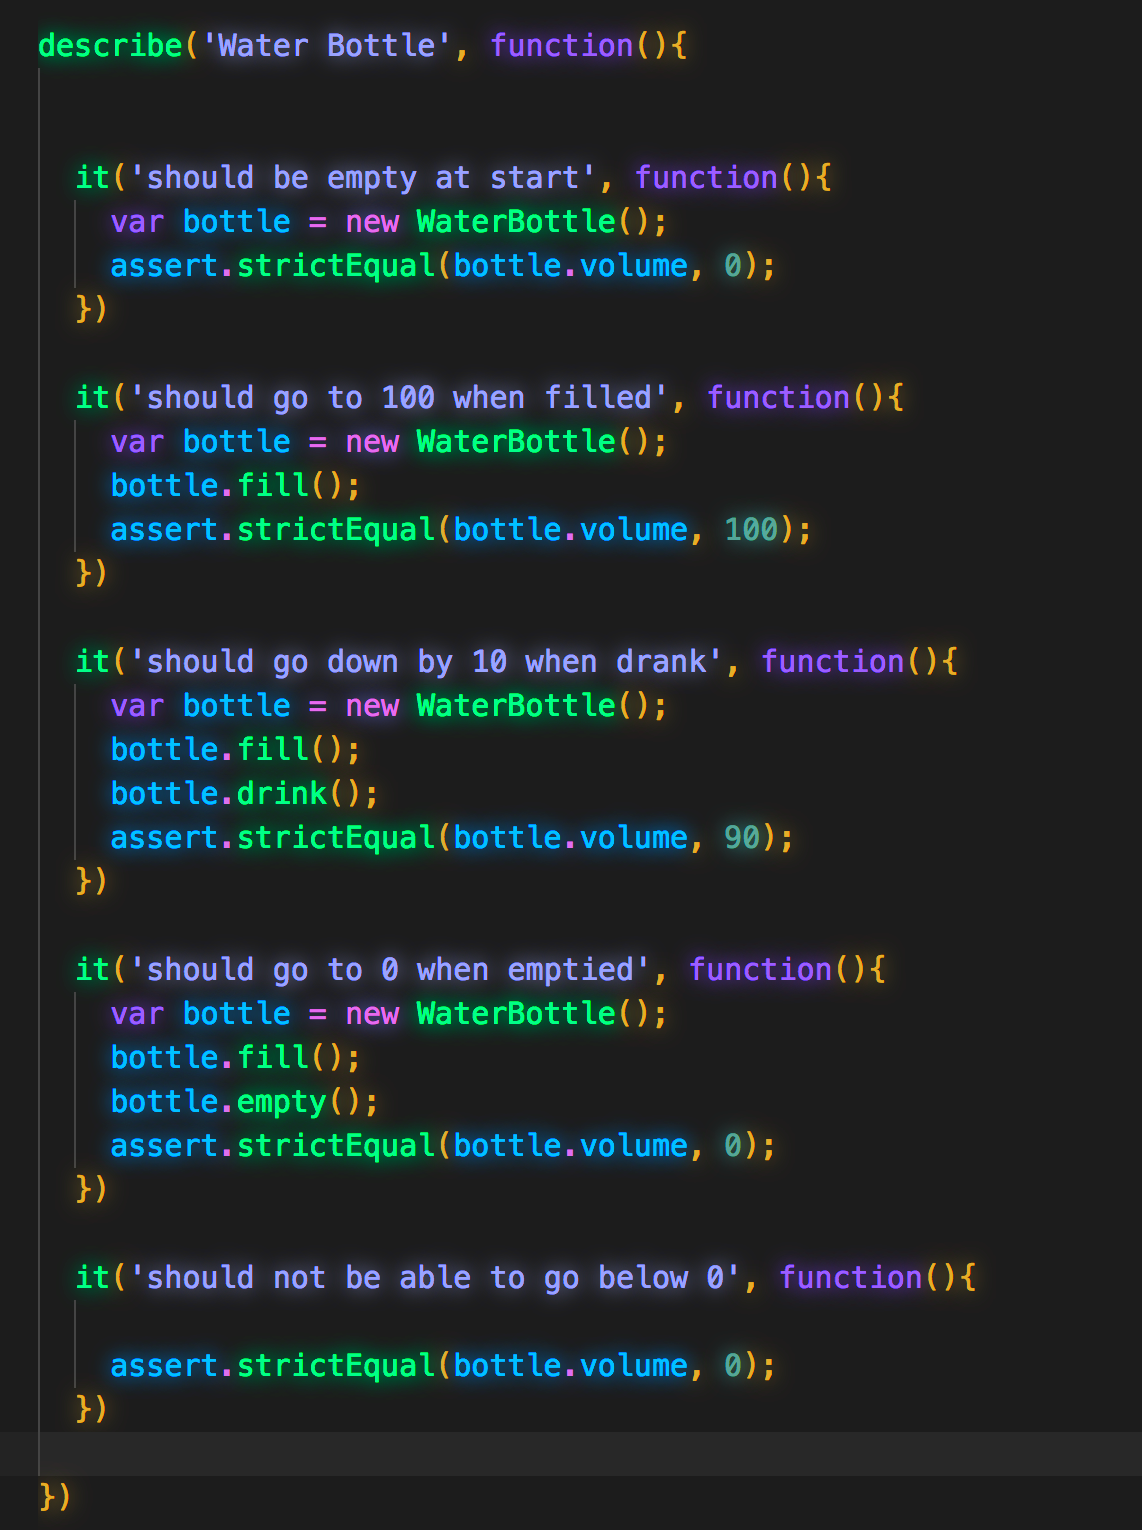 describe('Water Bottle', function(){
it('should be empty at start', function(){
var bottle = new WaterBottle();
assert.strictEqual(bottle.volume, 0);
})
it('should go to 100 when filled', function(){
var bottle = new WaterBottle();
bottle.fill();
assert.strictEqual(bottle.volume, 100);
})
it('should go down by 10 when drank', function(){
var bottle = new WaterBottle();
bottle.fill();
bottle.drink();
assert.strictEqual(bottle.volume, 90);
})
it('should go to 0 when emptied', function(){
var bottle = new WaterBottle();
bottle.fill();
bottle.empty();
assert.strictEqual(bottle.volume, 0);
})
it('should not be able to go below 0', function(){
assert.strictEqual(bottle.volume, 0);
})
})